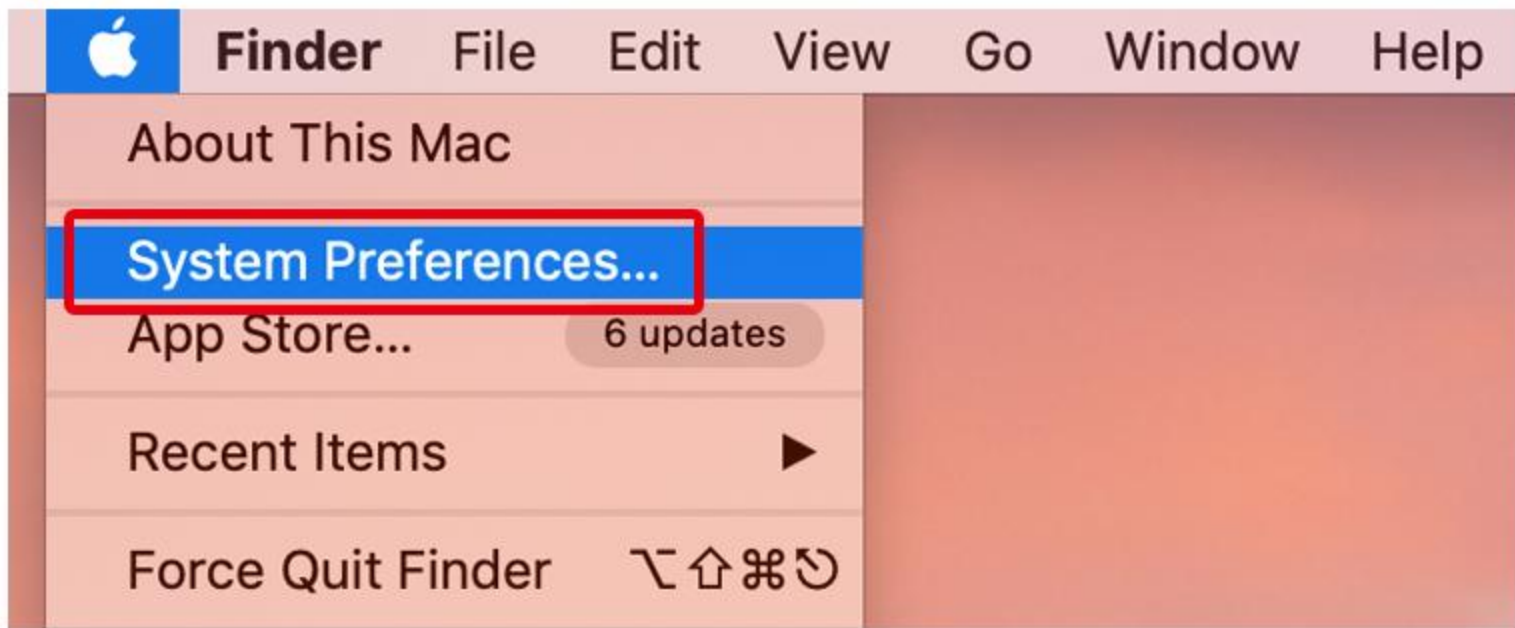 Finder File Edit View Go Window Help
About This Mac
System Preferences...
App Store... 6 updates
Recent Items ▶
Force Quit Finder ⌥⇧⌘⎋